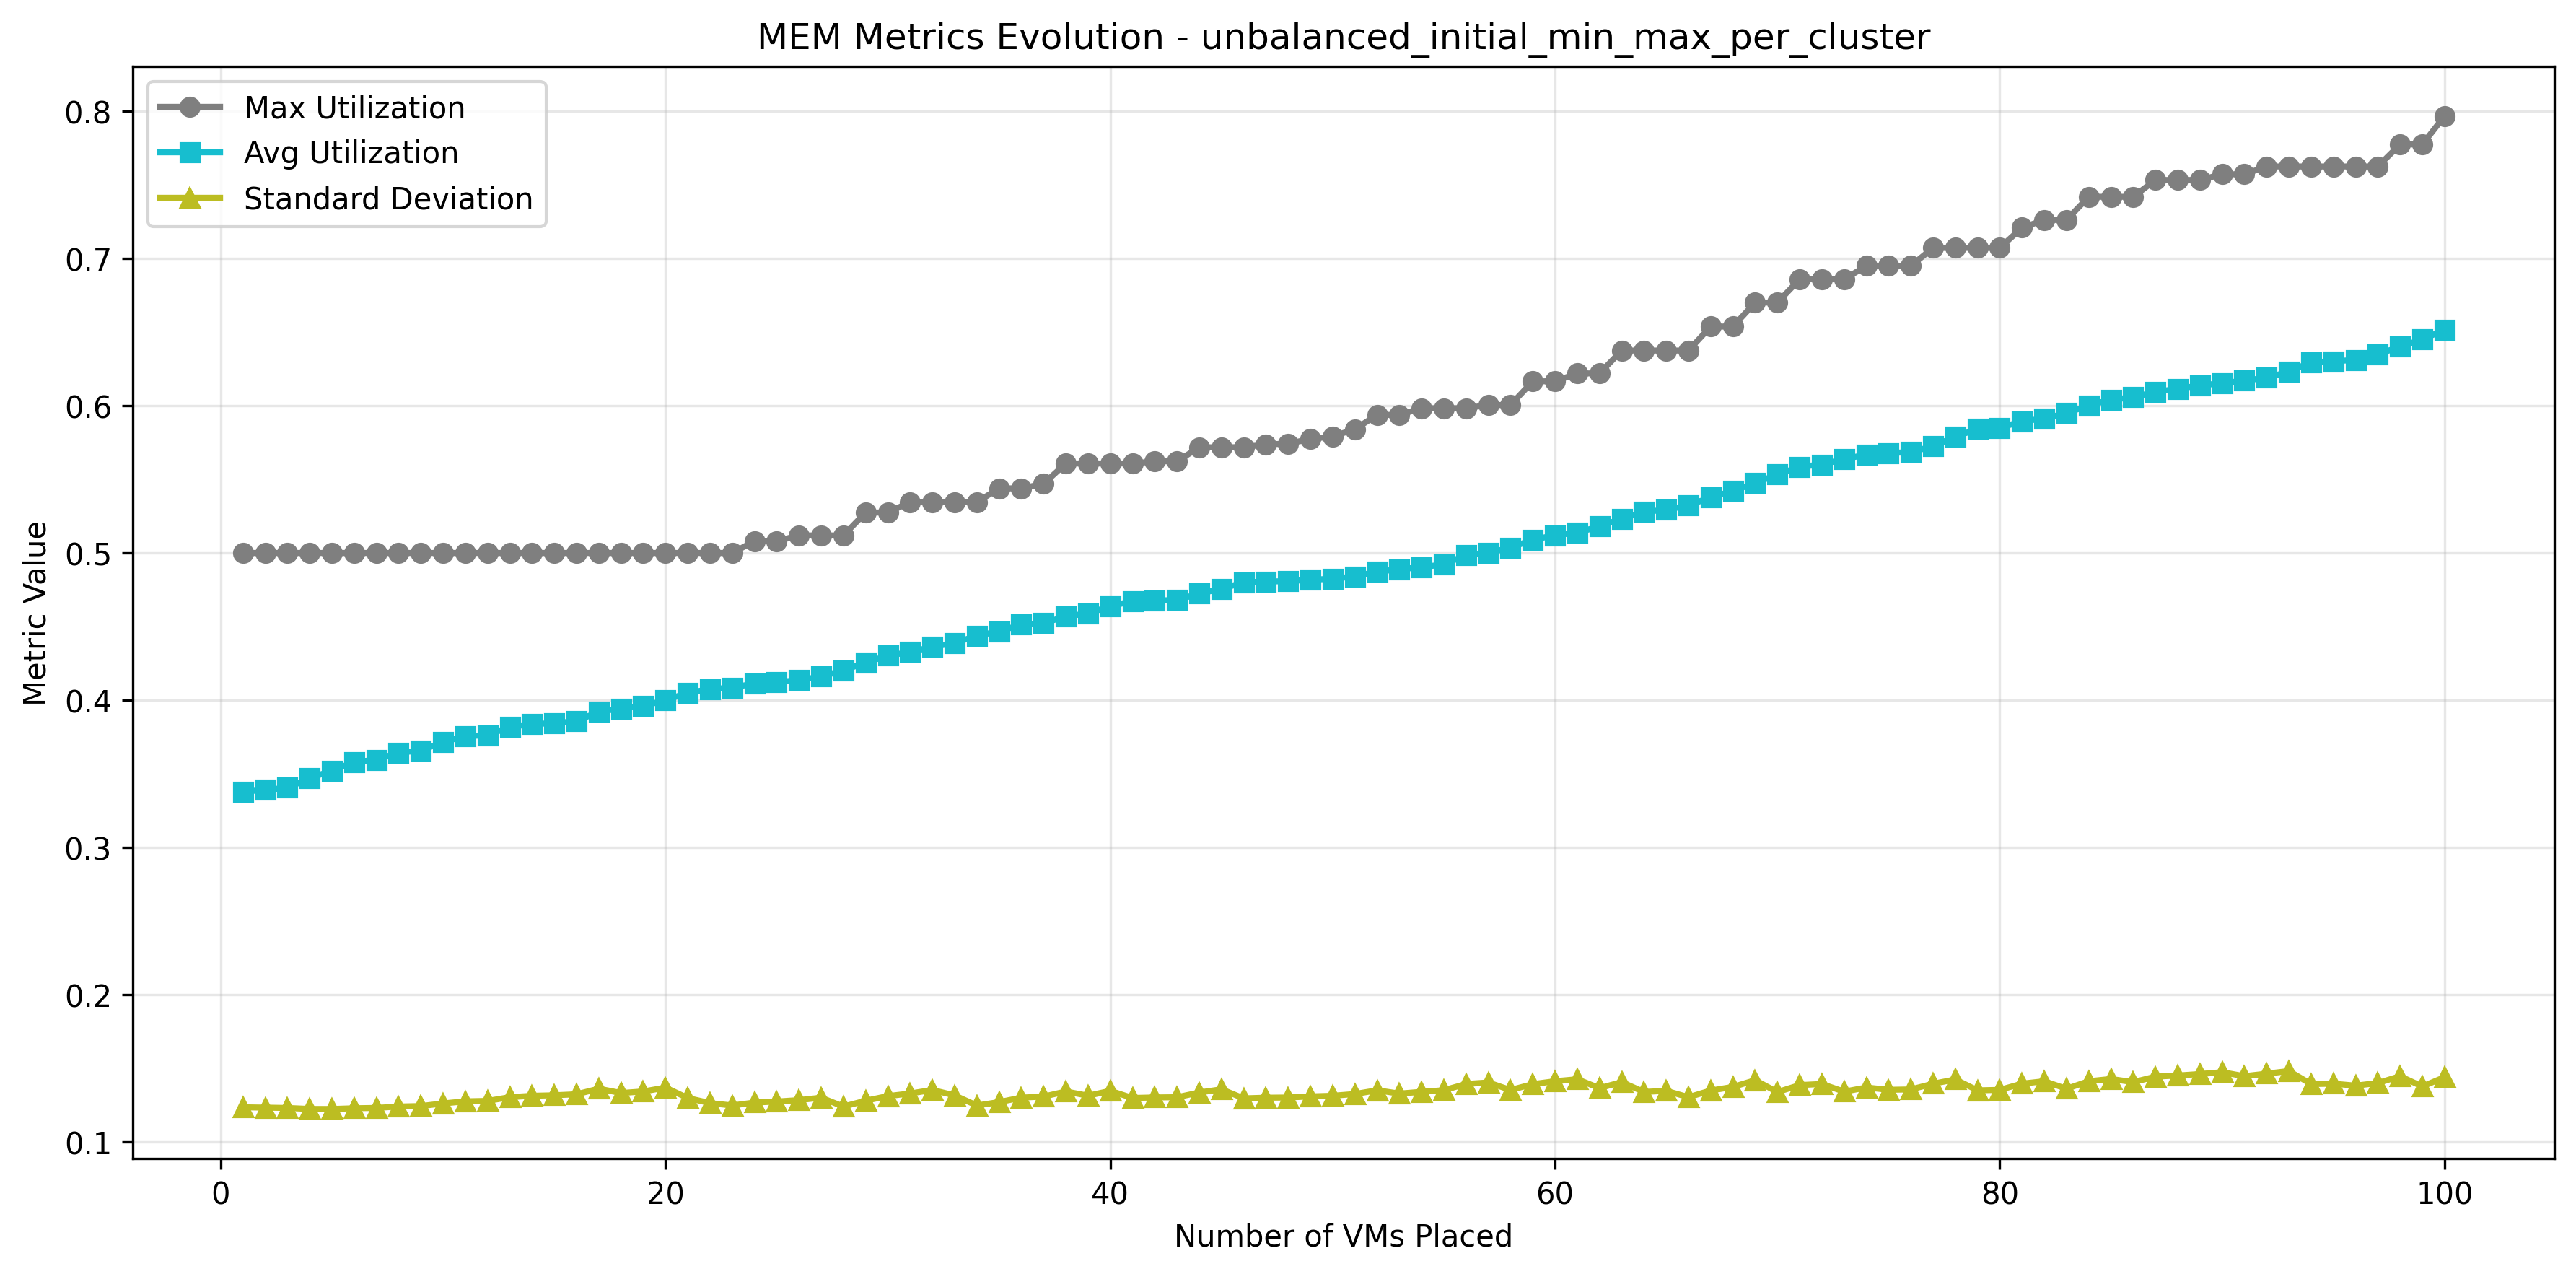 MEM Metrics Evolution - unbalanced_initial_min_max_per_cluster
Max Utilization
Avg Utilization
Standard Deviation
0.8
0.7
0.6
0.5
0.4
0.3
0.2
0.1
Metric Value
0 20 40 60 80 100
Number of VMs Placed